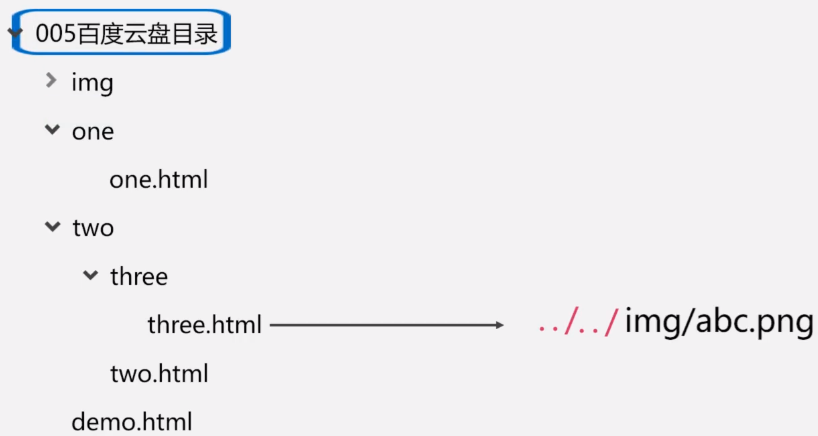 005百度云盘目录
img
one
one.html
two
three
three.html ../../img/abc.png
two.html
demo.html